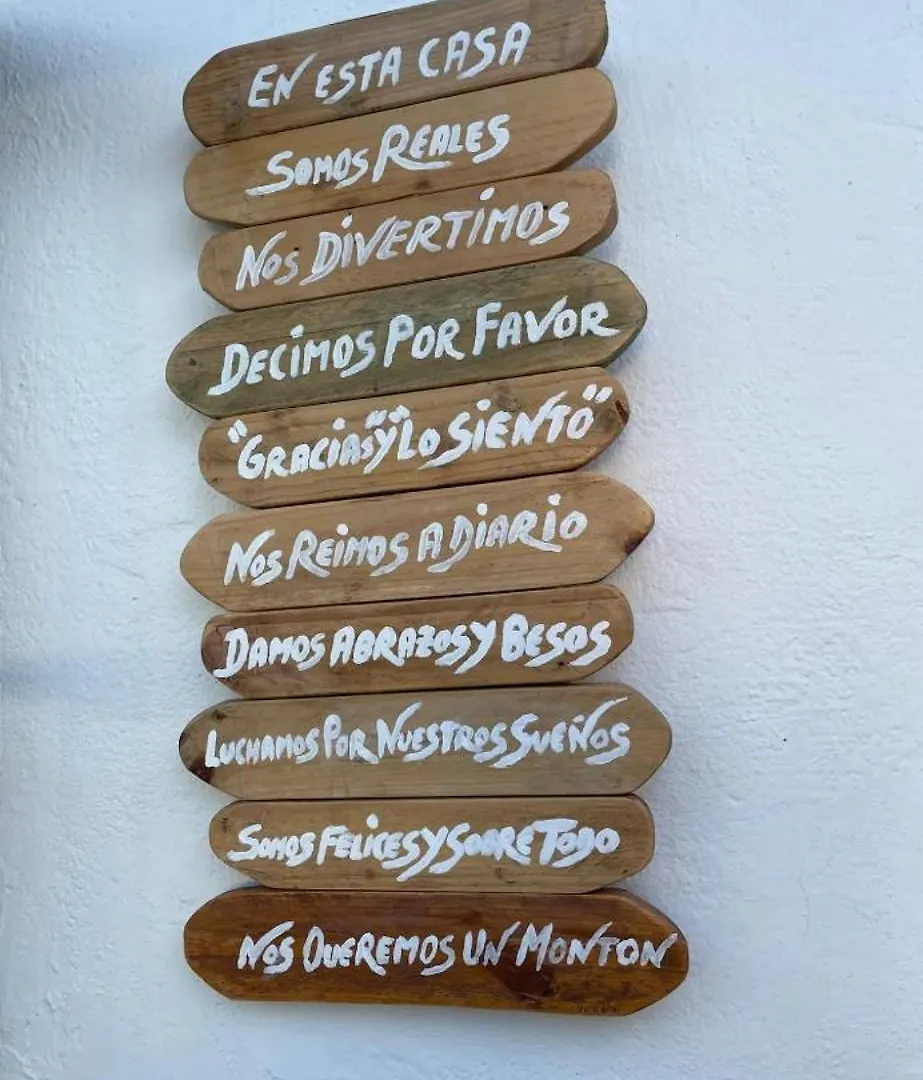 EN ESTA CASA
SOMOS REALES
NOS DIVERTIMOS
DECIMOS POR FAVOR
"GRACIAS" Y "LO SIENTO"
NOS REIMOS A DIARIO
DAMOS ABRAZOS Y BESOS
LUCHAMOS POR NUESTROS SUEÑOS
SOMOS FELICES Y SOBRE TODO
NOS QUEREMOS UN MONTON